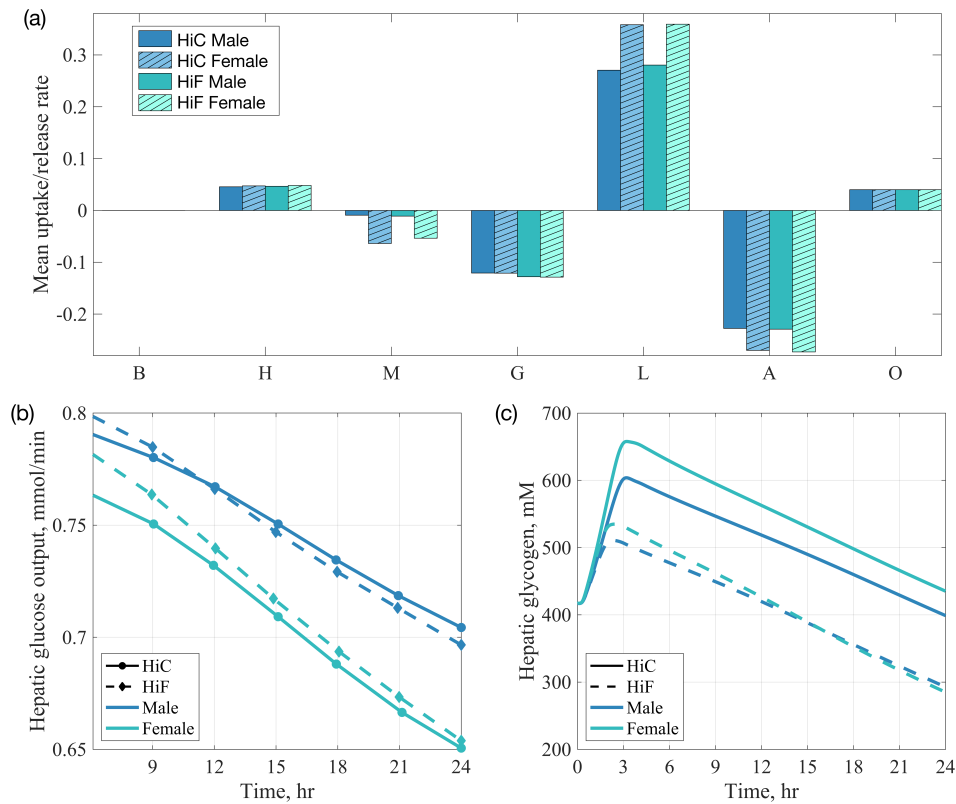 (a)
Mean uptake/release rate
0.3
0.2
0.1
0
-0.1
-0.2
HiC Male
HiC Female
HiF Male
HiF Female
B H M G L A O
(b)
Hepatic glucose output, mmol/min
0.8
0.75
0.7
0.65
HiC
HiF
Male
Female
9 12 15 18 21 24
Time, hr
(c)
Hepatic glycogen, mM
700
600
500
400
300
200
HiC
HiF
Male
Female
0 3 6 9 12 15 18 21 24
Time, hr